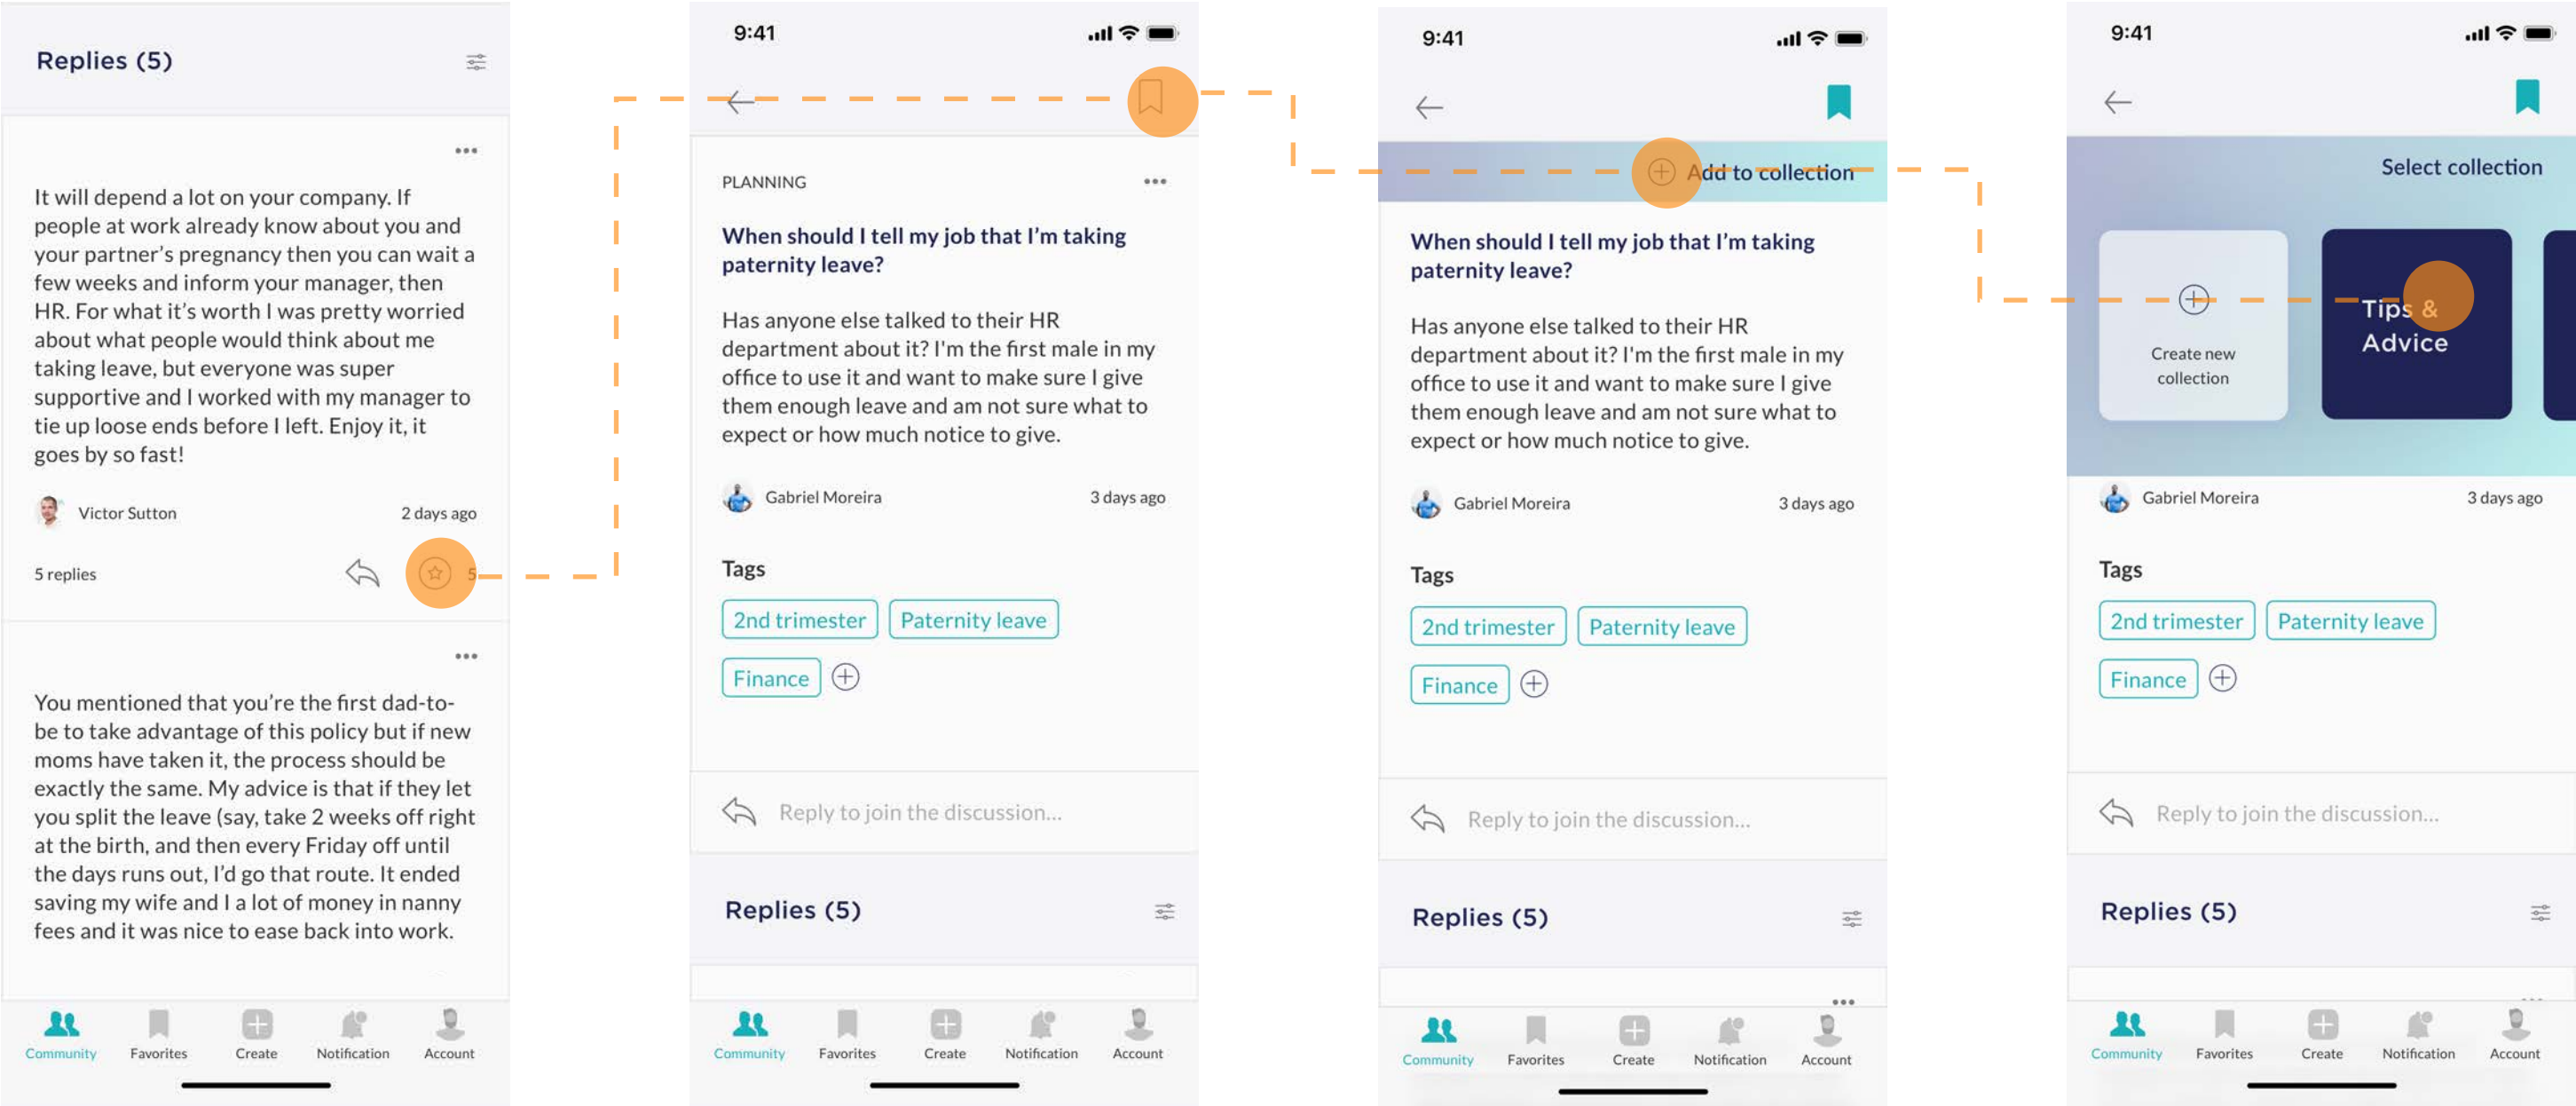 Replies (5)
It will depend a lot on your company. If
people at work already know about you and
your partner's pregnancy then you can wait a
few weeks and inform your manager, then
HR. For what it's worth I was pretty worried
about what people would think about me
taking leave, but everyone was super
supportive and I worked with my manager to
tie up loose ends before I left. Enjoy it, it
goes by so fast!
Victor Sutton
2 days ago
5 replies
5
You mentioned that you're the first dad-to-
be to take advantage of this policy but if new
moms have taken it, the process should be
exactly the same. My advice is that if they let
you split the leave (say, take 2 weeks off right
at the birth, and then every Friday off until
the days runs out, I'd go that route. It ended
saving my wife and I a lot of money in nanny
fees and it was nice to ease back into work.
Community Favorites Create Notification Account
9:41
PLANNING
When should I tell my job that I'm taking
paternity leave?
Has anyone else talked to their HR
department about it? I'm the first male in my
office to use it and want to make sure I give
them enough leave and am not sure what to
expect or how much notice to give.
Gabriel Moreira
3 days ago
Tags
2nd trimester Paternity leave
Finance
Reply to join the discussion...
Replies (5)
Community Favorites Create Notification Account
9:41
Add to collection
When should I tell my job that I'm taking
paternity leave?
Has anyone else talked to their HR
department about it? I'm the first male in my
office to use it and want to make sure I give
them enough leave and am not sure what to
expect or how much notice to give.
Gabriel Moreira
3 days ago
Tags
2nd trimester Paternity leave
Finance
Reply to join the discussion...
Replies (5)
Community Favorites Create Notification Account
9:41
Select collection
Create new
collection
Tips &
Advice
Gabriel Moreira
3 days ago
Tags
2nd trimester Paternity leave
Finance
Reply to join the discussion...
Replies (5)
Community Favorites Create Notification Account